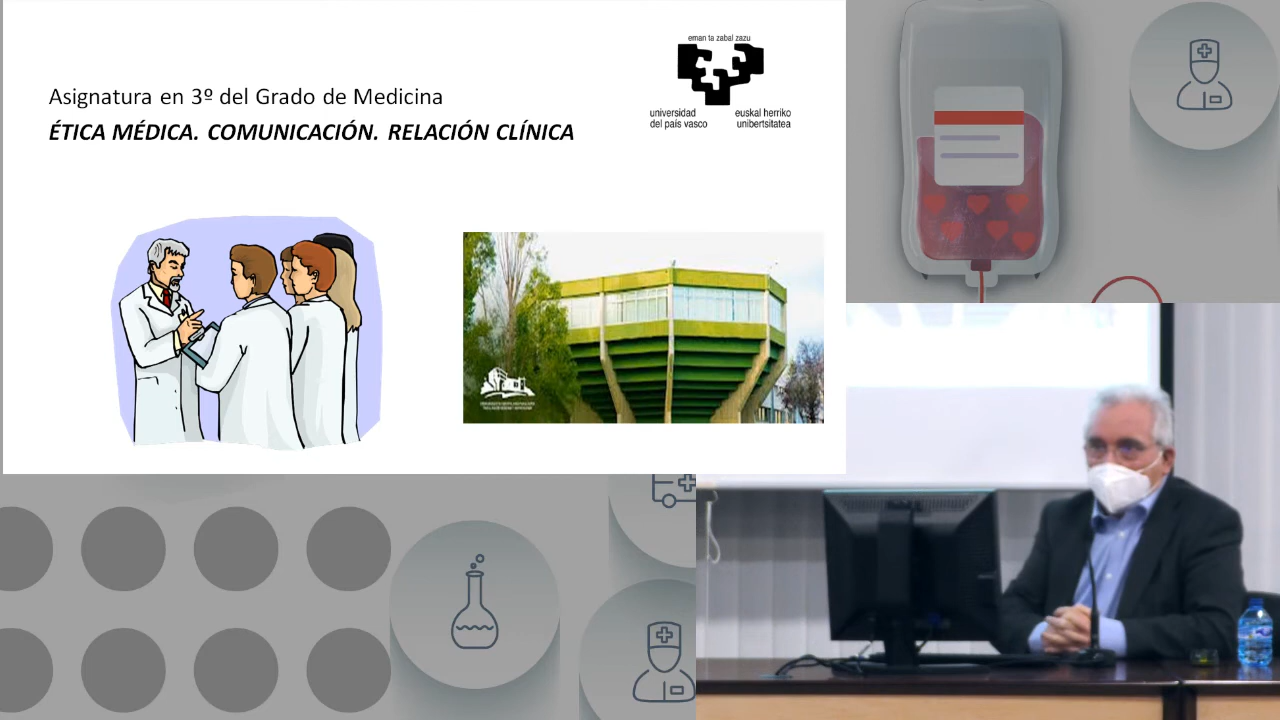 Asignatura en 3º del Grado de Medicina
ÉTICA MÉDICA. COMUNICACIÓN. RELACIÓN CLÍNICA
eman ta zabal zazu
universidad
del país vasco
euskal herriko
unibertsitatea